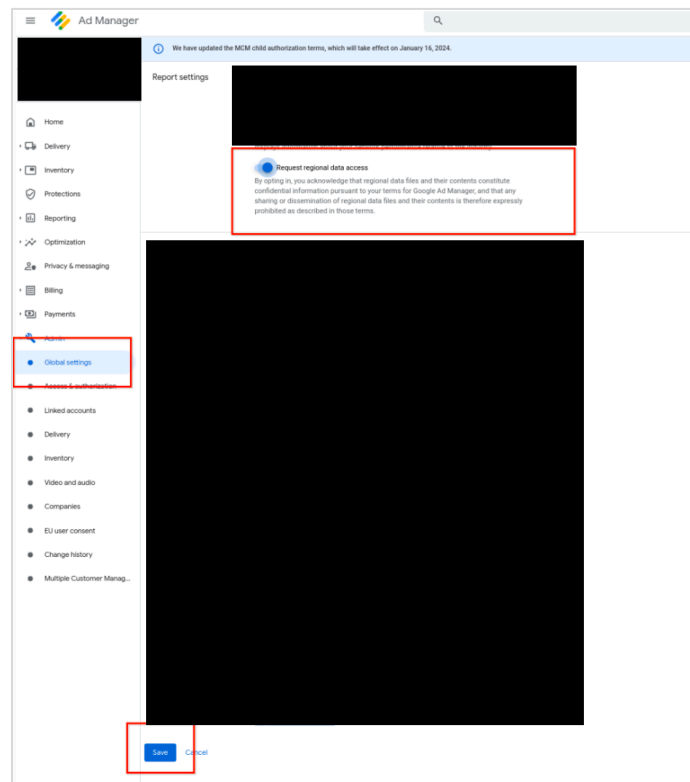 Ad Manager
We have updated the MCM child authorization terms, which will take effect on January 16, 2024.
Report settings
Home
Delivery
Inventory
Protections
Reporting
Optimization
Privacy & messaging
Billing
Payments
Admin
Global settings
Access & authorization
Linked accounts
Delivery
Inventory
Video and audio
Companies
EU user consent
Change history
Multiple Customer Manag...
Request regional data access
By opting in, you acknowledge that regional data files and their contents constitute
confidential information pursuant to your terms for Google Ad Manager, and that any
sharing or dissemination of regional data files and their contents is therefore expressly
prohibited as described in those terms.
Save
Cancel